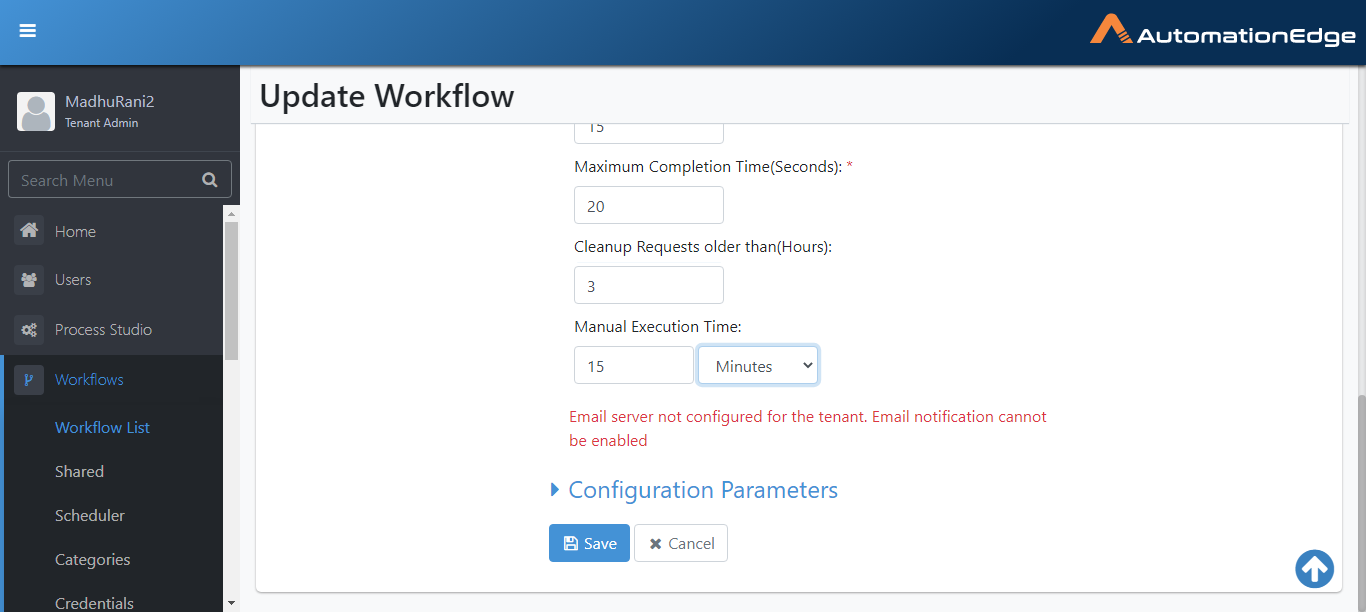 AutomationEdge
MadhuRani2
Tenant Admin
Search Menu
Home
Users
Process Studio
Workflows
Workflow List
Shared
Scheduler
Categories
Credentials
Update Workflow
15
Maximum Completion Time(Seconds): *
20
Cleanup Requests older than(Hours):
3
Manual Execution Time:
15 Minutes
Email server not configured for the tenant. Email notification cannot
be enabled
Configuration Parameters
Save Cancel